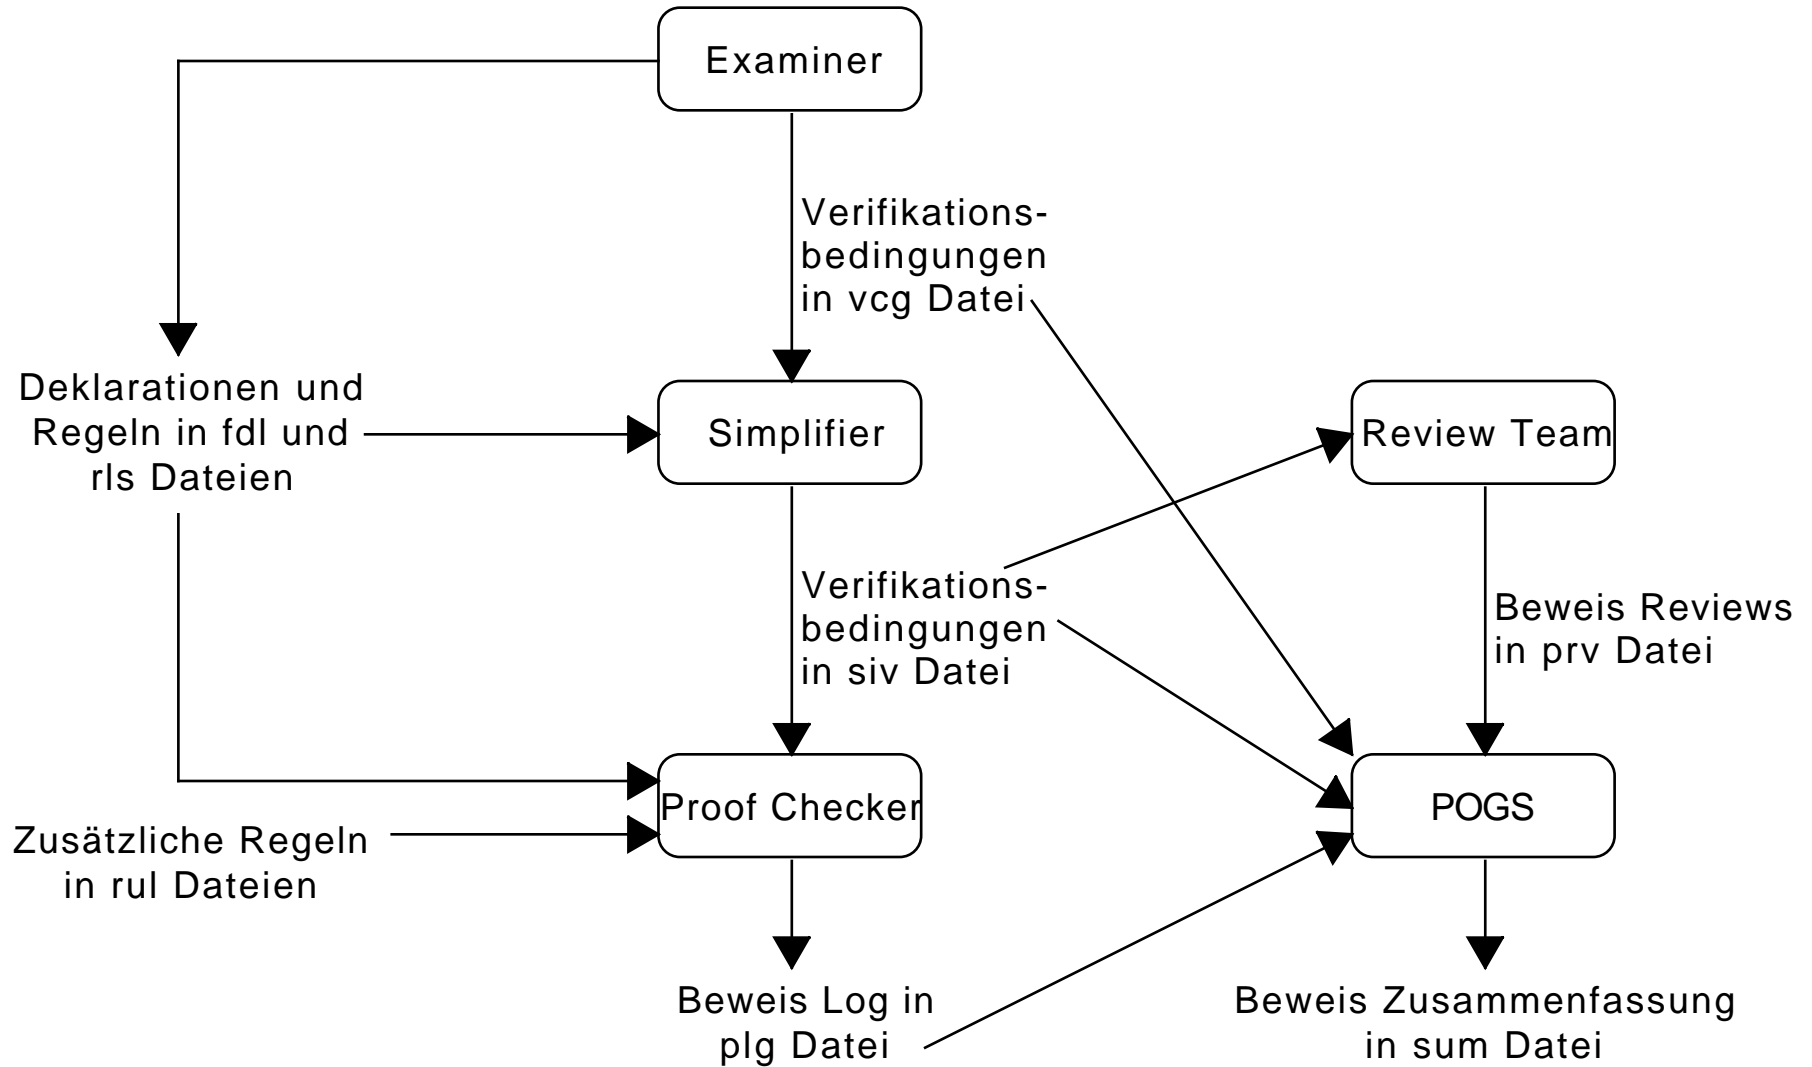 Examiner
Verifikations-
bedingungen
in vcg Datei
Deklarationen und
Regeln in fdl und
rls Dateien
Simplifier
Review Team
Verifikations-
bedingungen
in siv Datei
Beweis Reviews
in prv Datei
Proof Checker
POGS
Zusätzliche Regeln
in rul Dateien
Beweis Log in
plg Datei
Beweis Zusammenfassung
in sum Datei